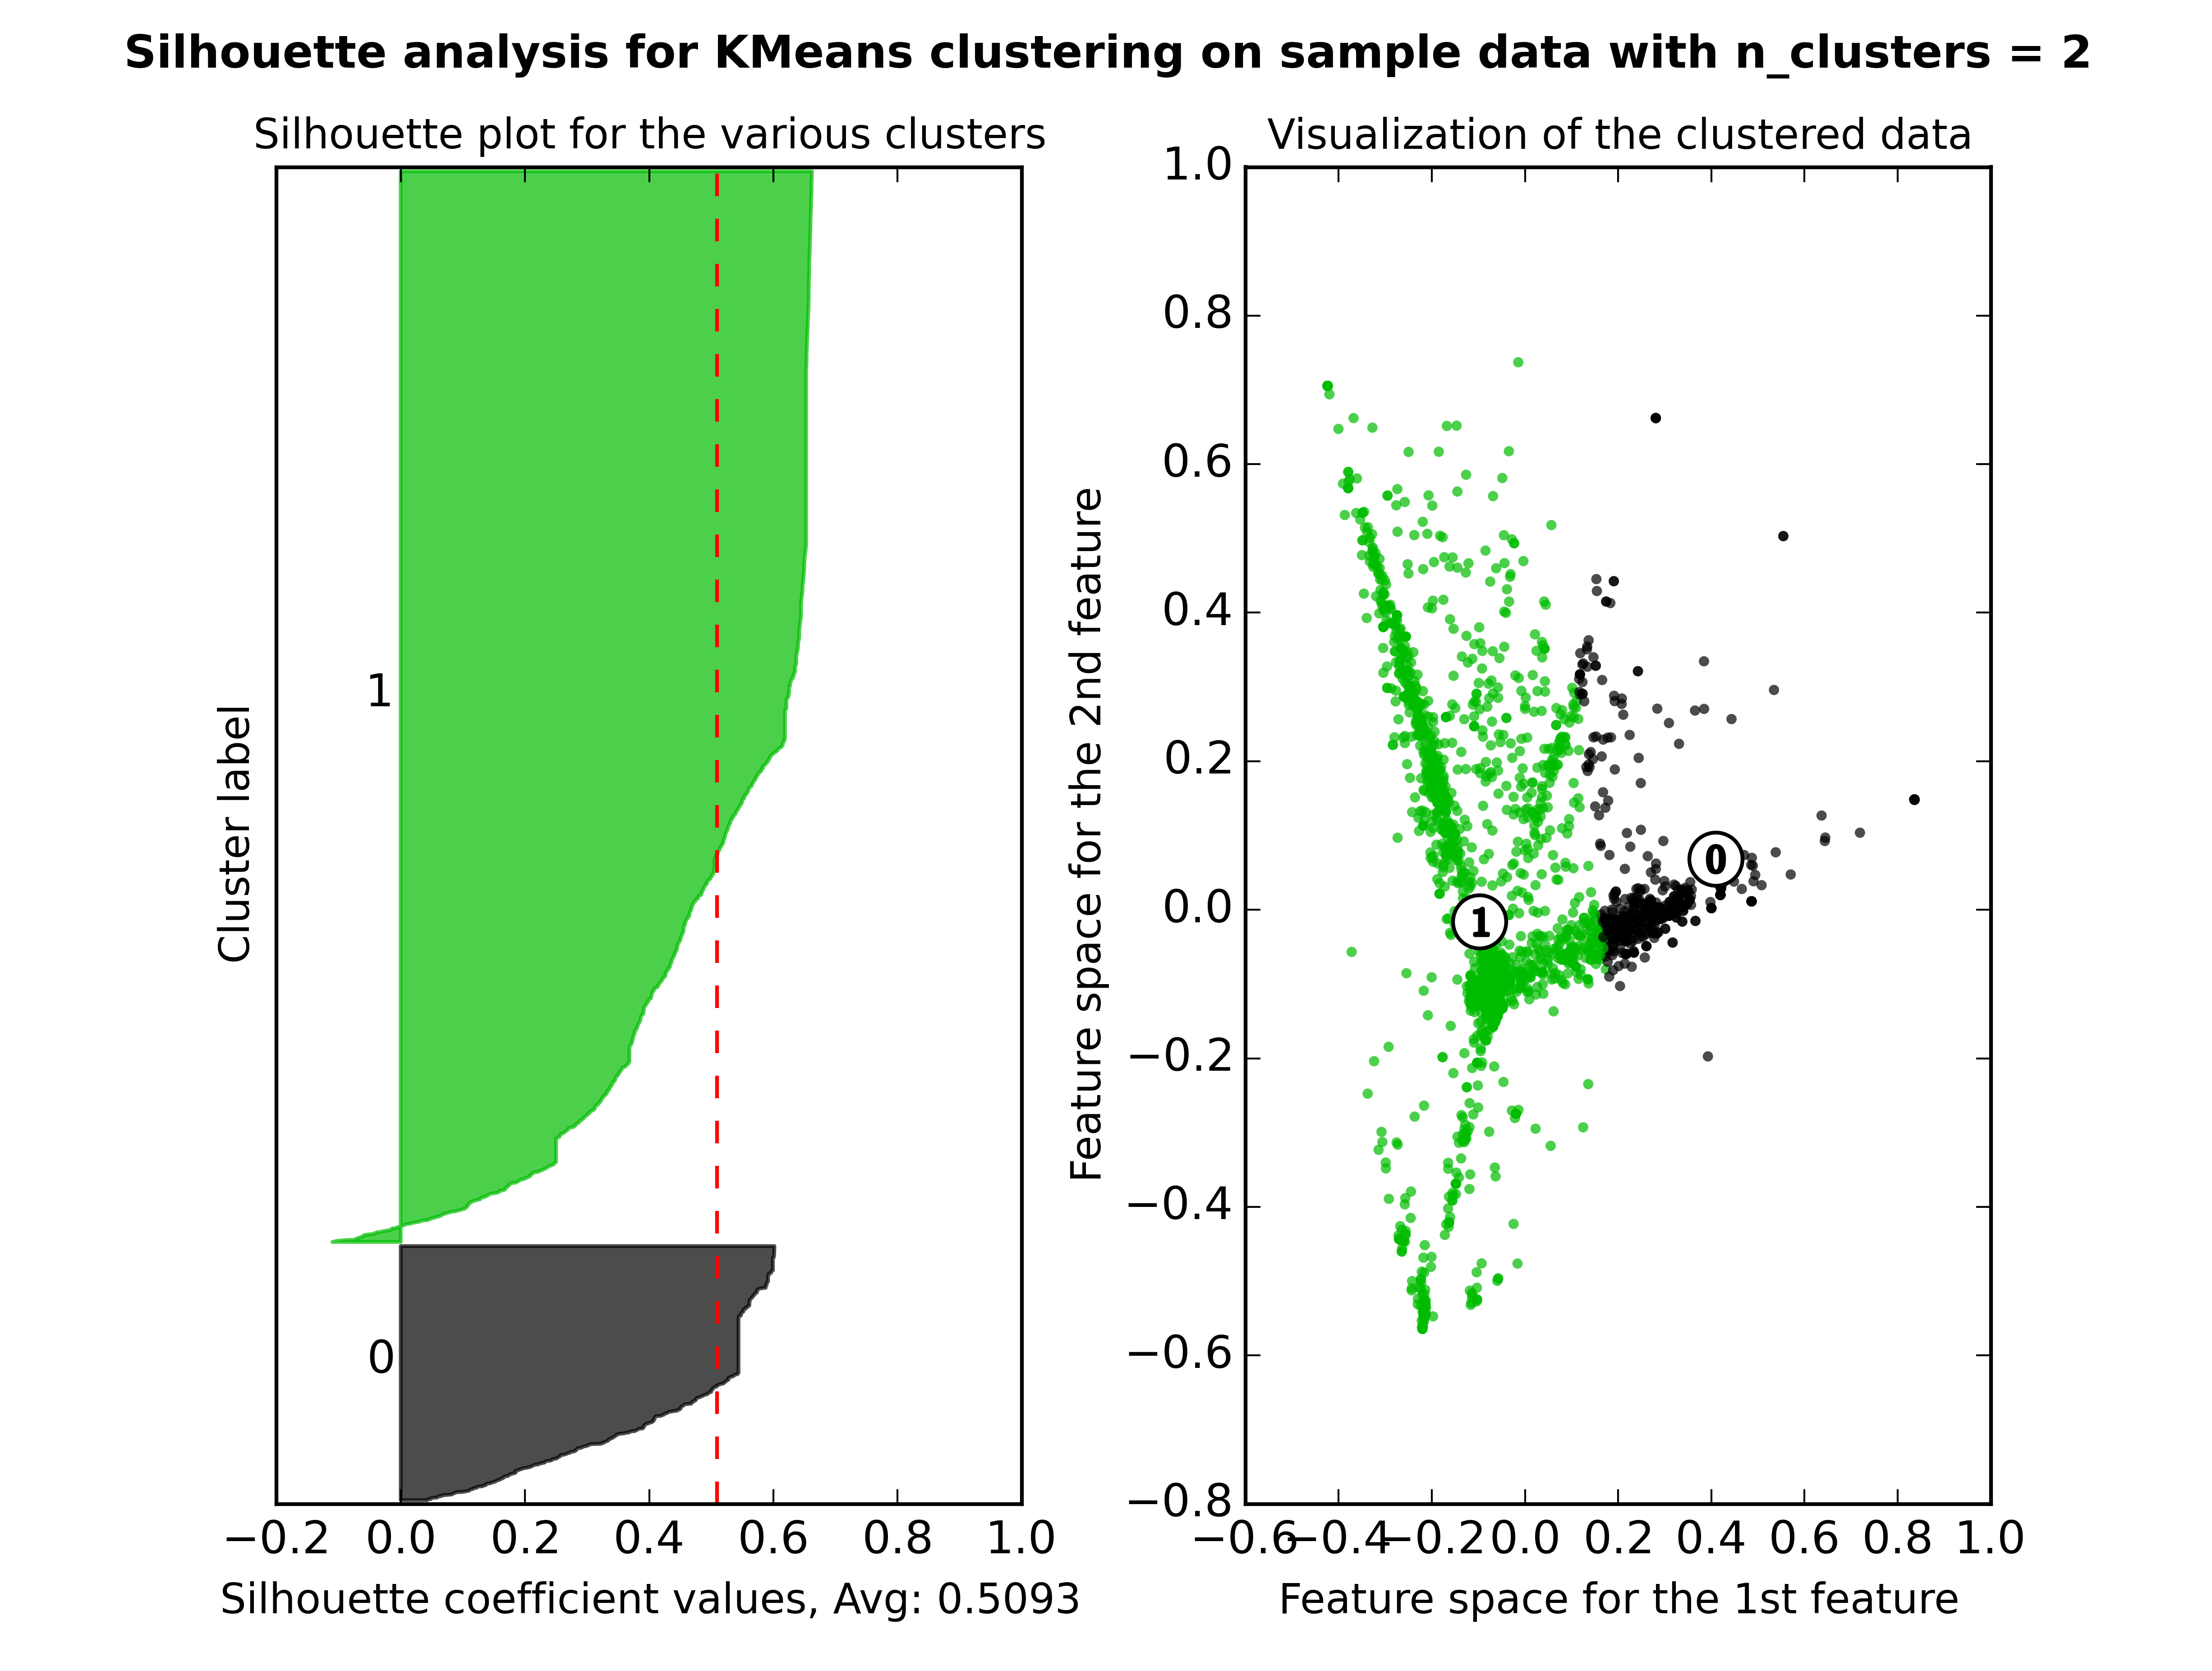 Silhouette analysis for KMeans clustering on sample data with n_clusters = 2
Silhouette plot for the various clusters
Cluster label
1
0
−0.2 0.0 0.2 0.4 0.6 0.8 1.0
Silhouette coefficient values, Avg: 0.5093
Visualization of the clustered data
Feature space for the 2nd feature
1.0
0.8
0.6
0.4
0.2
0.0
−0.2
−0.4
−0.6
−0.8
0
1
−0.6 −0.4 −0.2 0.0 0.2 0.4 0.6 0.8 1.0
Feature space for the 1st feature